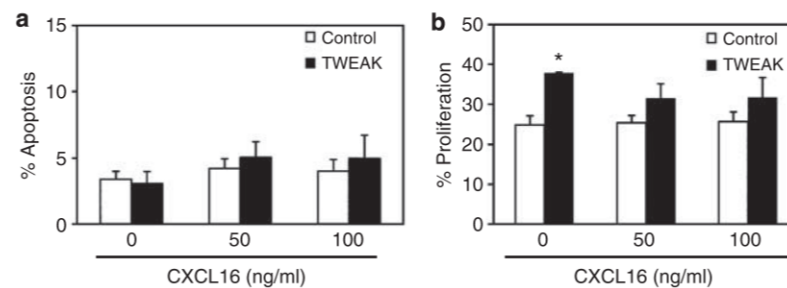 a
15
10
5
0
% Apoptosis
Control
TWEAK
0 50 100
CXCL16 (ng/ml)
b
50
40
30
20
10
0
% Proliferation
Control
TWEAK
*
0 50 100
CXCL16 (ng/ml)